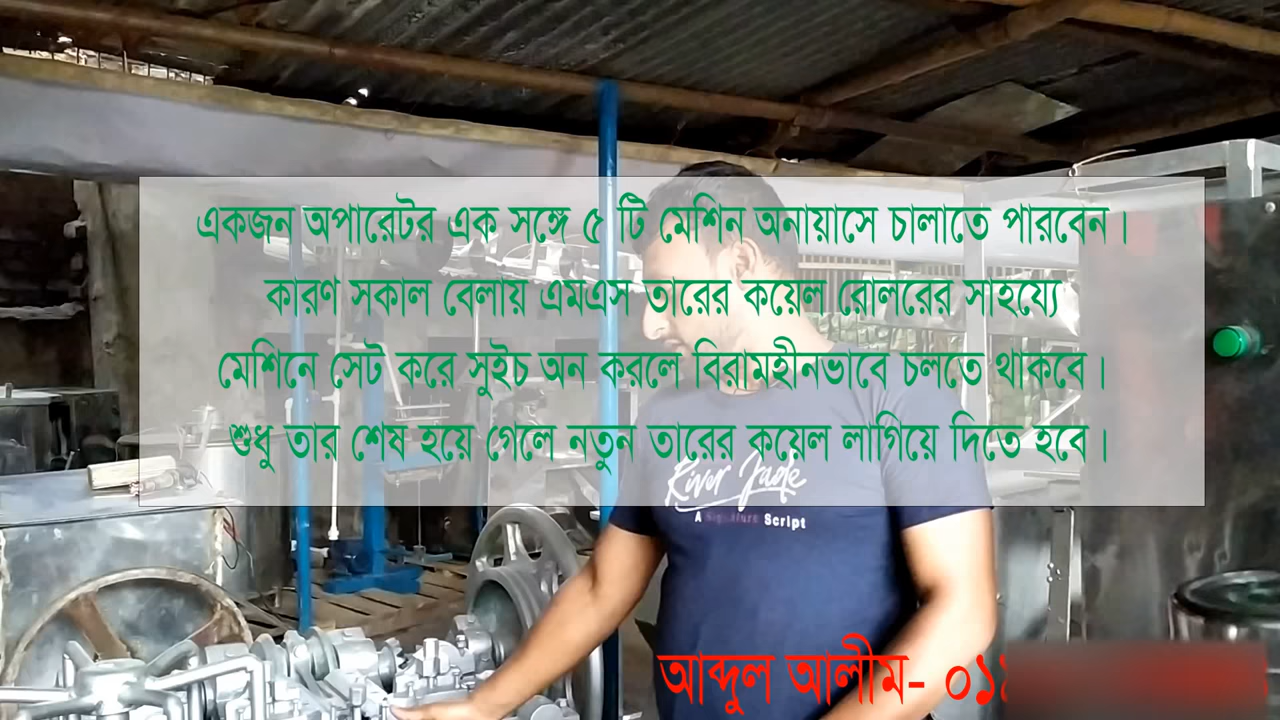 একজন অপারেটর এক সঙ্গে ৫ টি মেশিন অনায়াসে চালাতে পারবেন।
কারণ সকাল বেলায় এমএস তারের কয়েল রোলরের সাহয্যে
মেশিনে সেট করে সুইচ অন করলে বিরামহীনভাবে চলতে থাকবে।
শুধু তার শেষ হয়ে গেলে নতুন তারের কয়েল লাগিয়ে দিতে হবে।
River Jade
A Signature Script
আব্দুল আলীম-